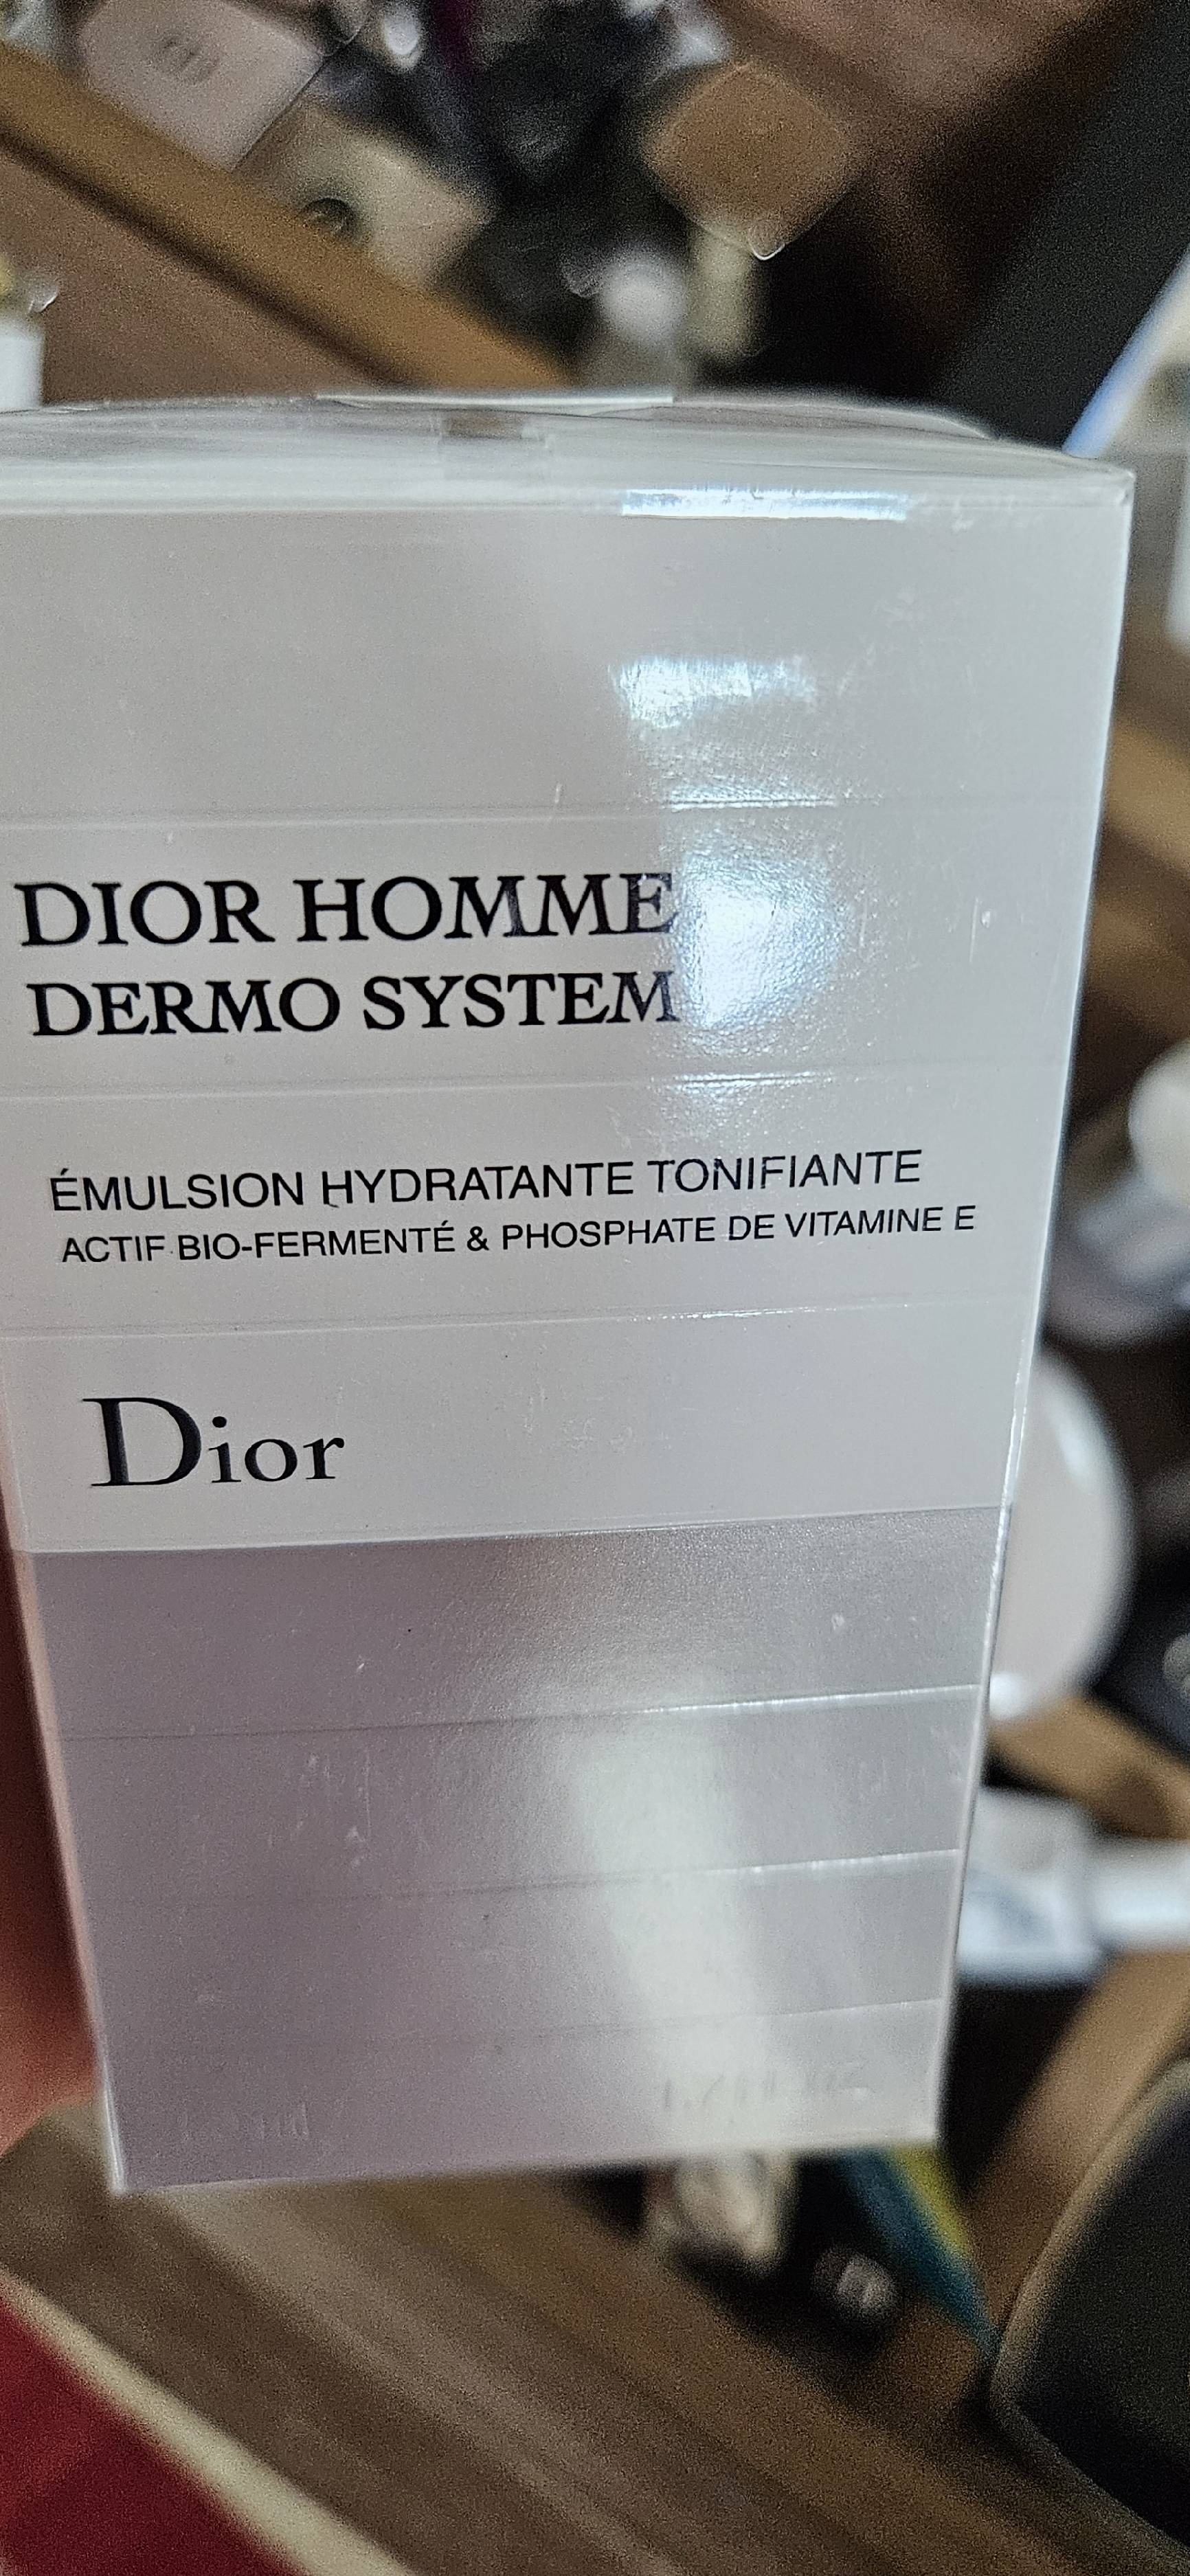 DIOR HOMME
DERMO SYSTEM
ÉMULSION HYDRATANTE TONIFIANTE
ACTIF BIO-FERMENTÉ & PHOSPHATE DE VITAMINE E
Dior